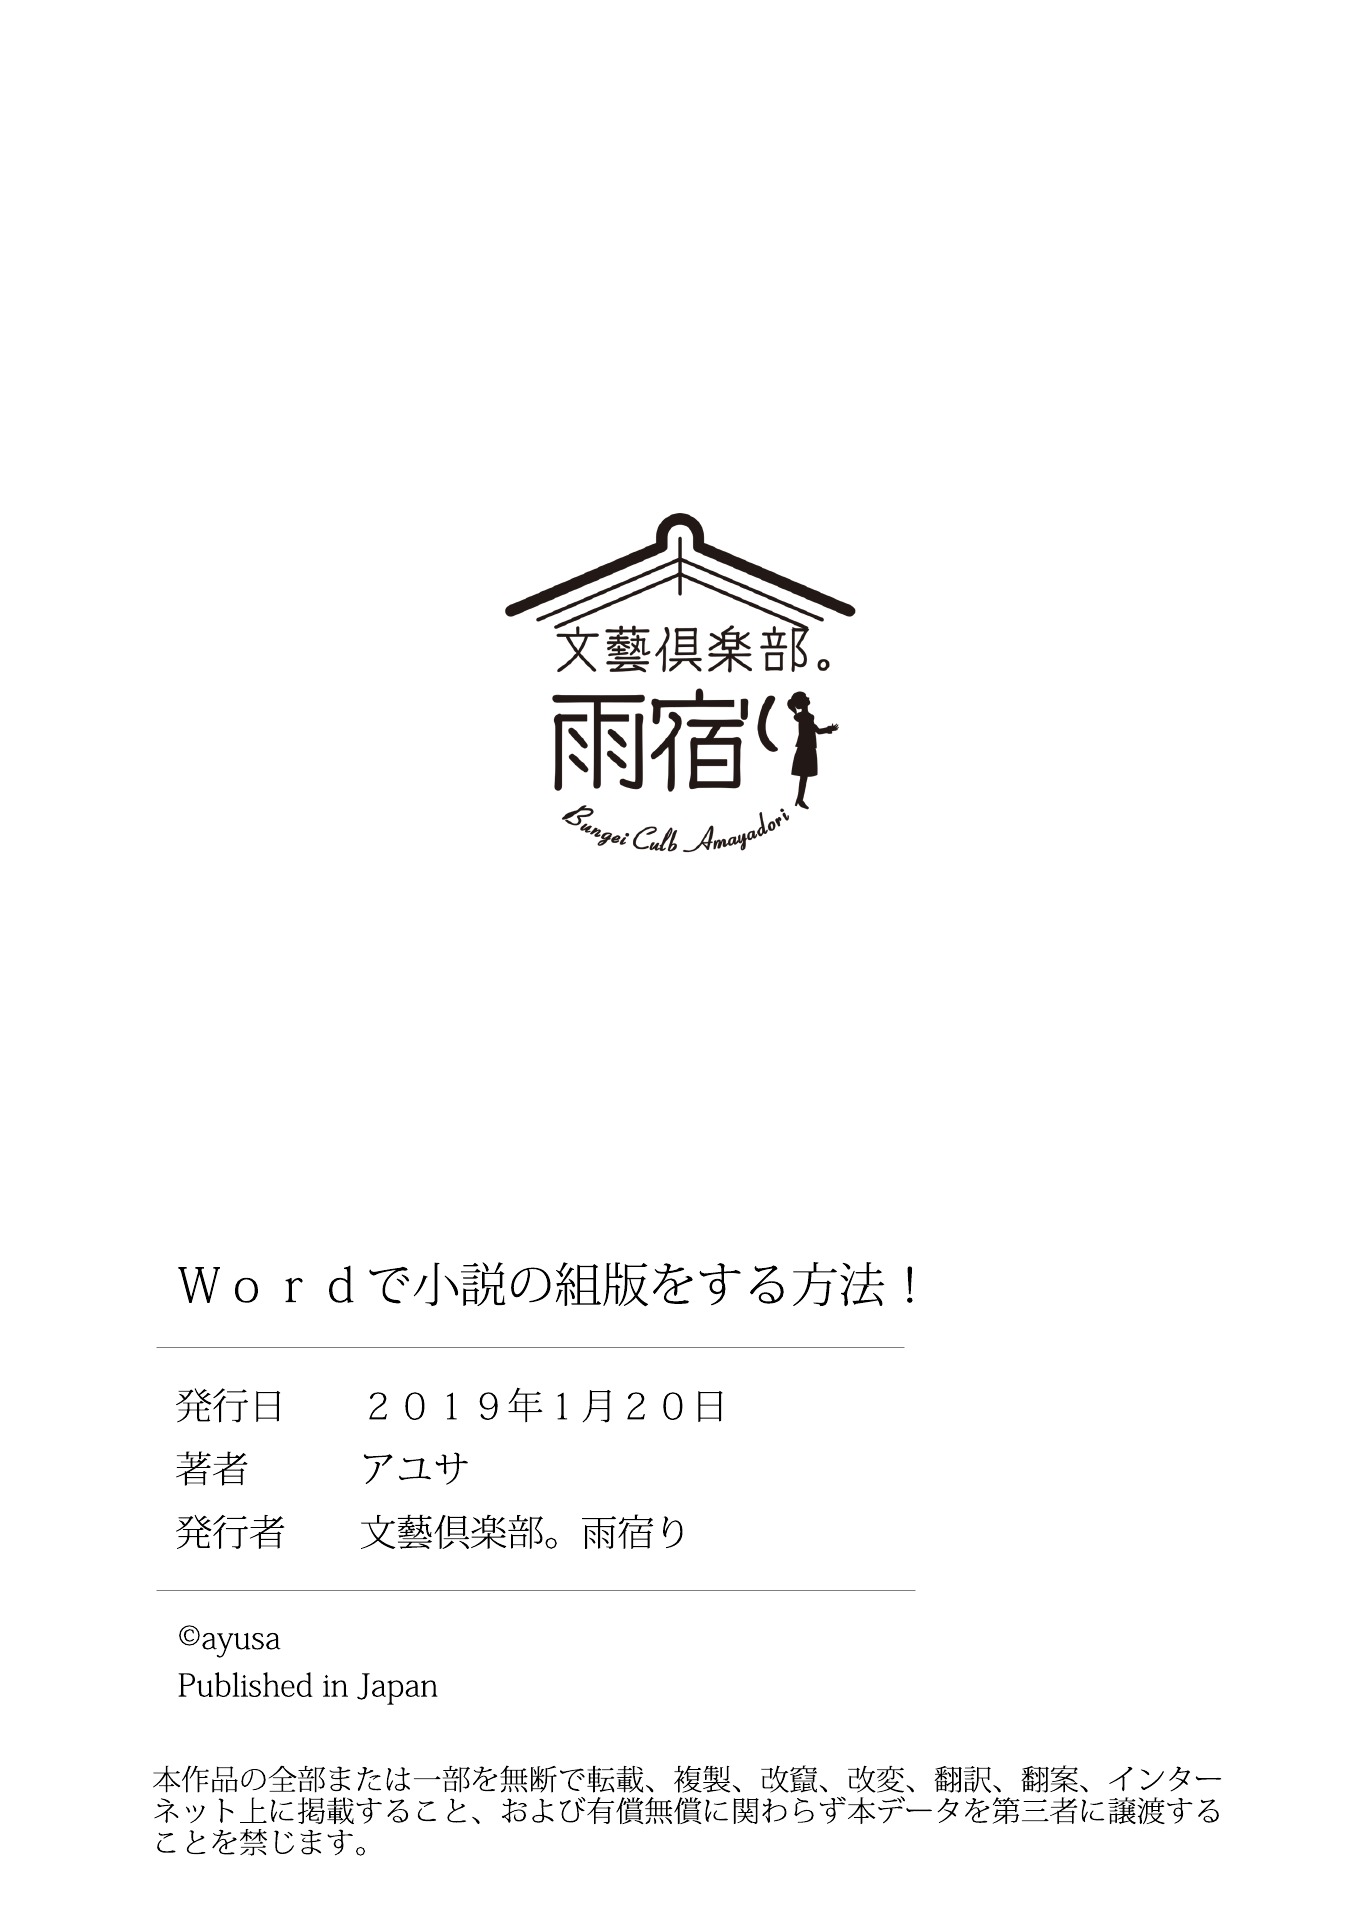 文藝倶楽部。
雨宿り
Bungei Culb Amayadori
Ｗｏｒｄで小説の組版をする方法！
発行日　　２０１９年１月２０日
著者　　　アユサ
発行者　　文藝倶楽部。雨宿り
©ayusa
Published in Japan
本作品の全部または一部を無断で転載、複製、改竄、改変、翻訳、翻案、インター
ネット上に掲載すること、および有償無償に関わらず本データを第三者に譲渡する
ことを禁じます。